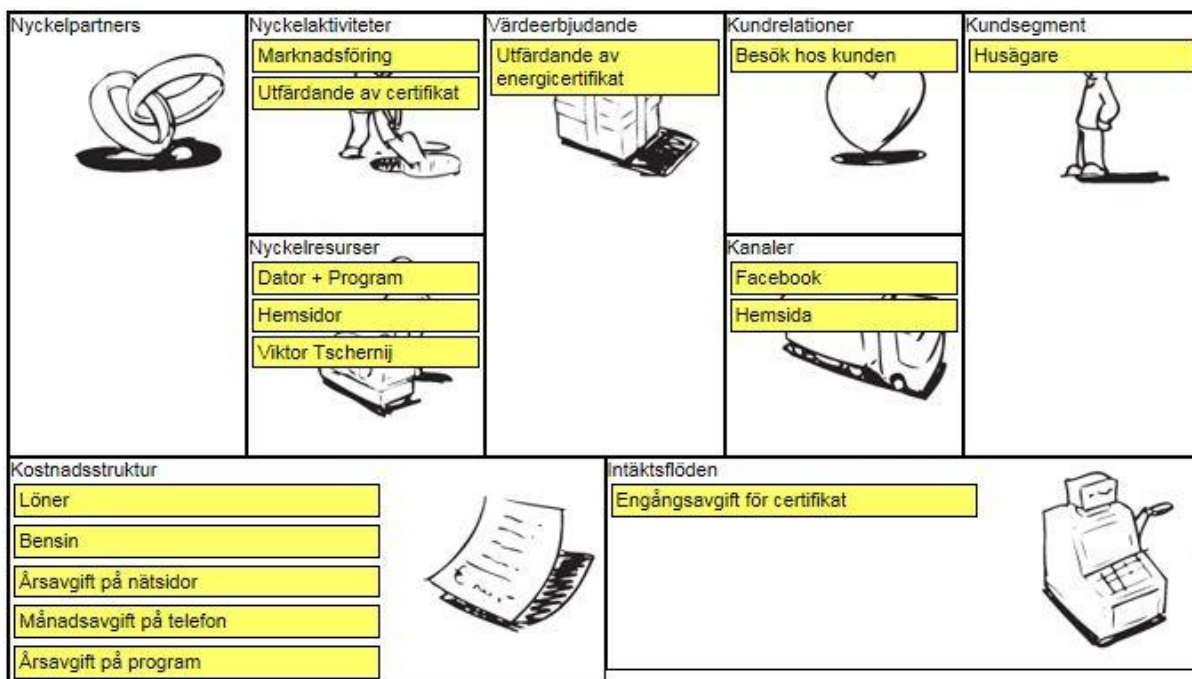 Nyckelpartners
Nyckelaktiviteter
Marknadsföring
Utfärdande av certifikat
Nyckelresurser
Dator + Program
Hemsidor
Viktor Tschernij
Värdeerbjudande
Utfärdande av
energicertifikat
Kundrelationer
Besök hos kunden
Kanaler
Facebook
Hemsida
Kundsegment
Husägare
Kostnadsstruktur
Löner
Bensin
Årsavgift på nätsidor
Månadsavgift på telefon
Årsavgift på program
Intäktsflöden
Engångsavgift för certifikat